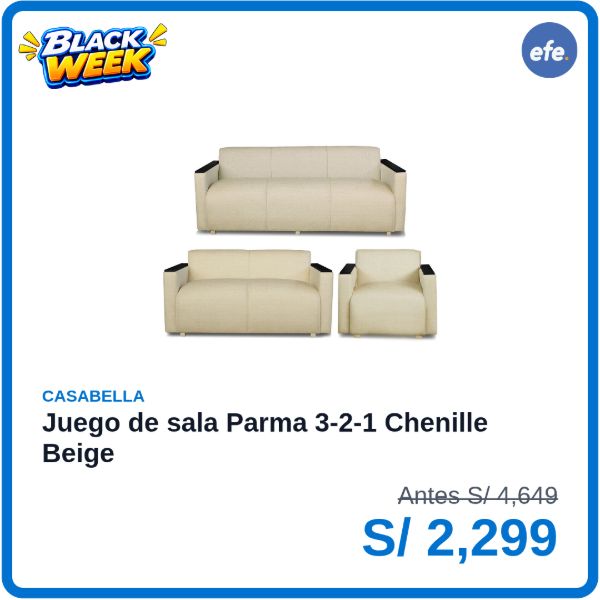 BLACK
WEEK
efe.
CASABELLA
Juego de sala Parma 3-2-1 Chenille
Beige
Antes S/ 4,649
S/ 2,299